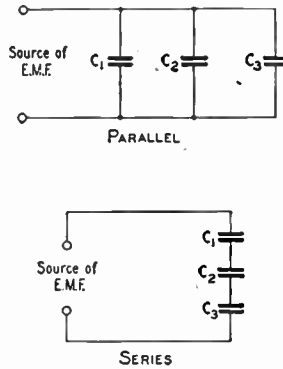 Source of
E.M.F.
C1 C2 C3
PARALLEL
C1
Source of
C2
E.M.F.
C3
SERIES